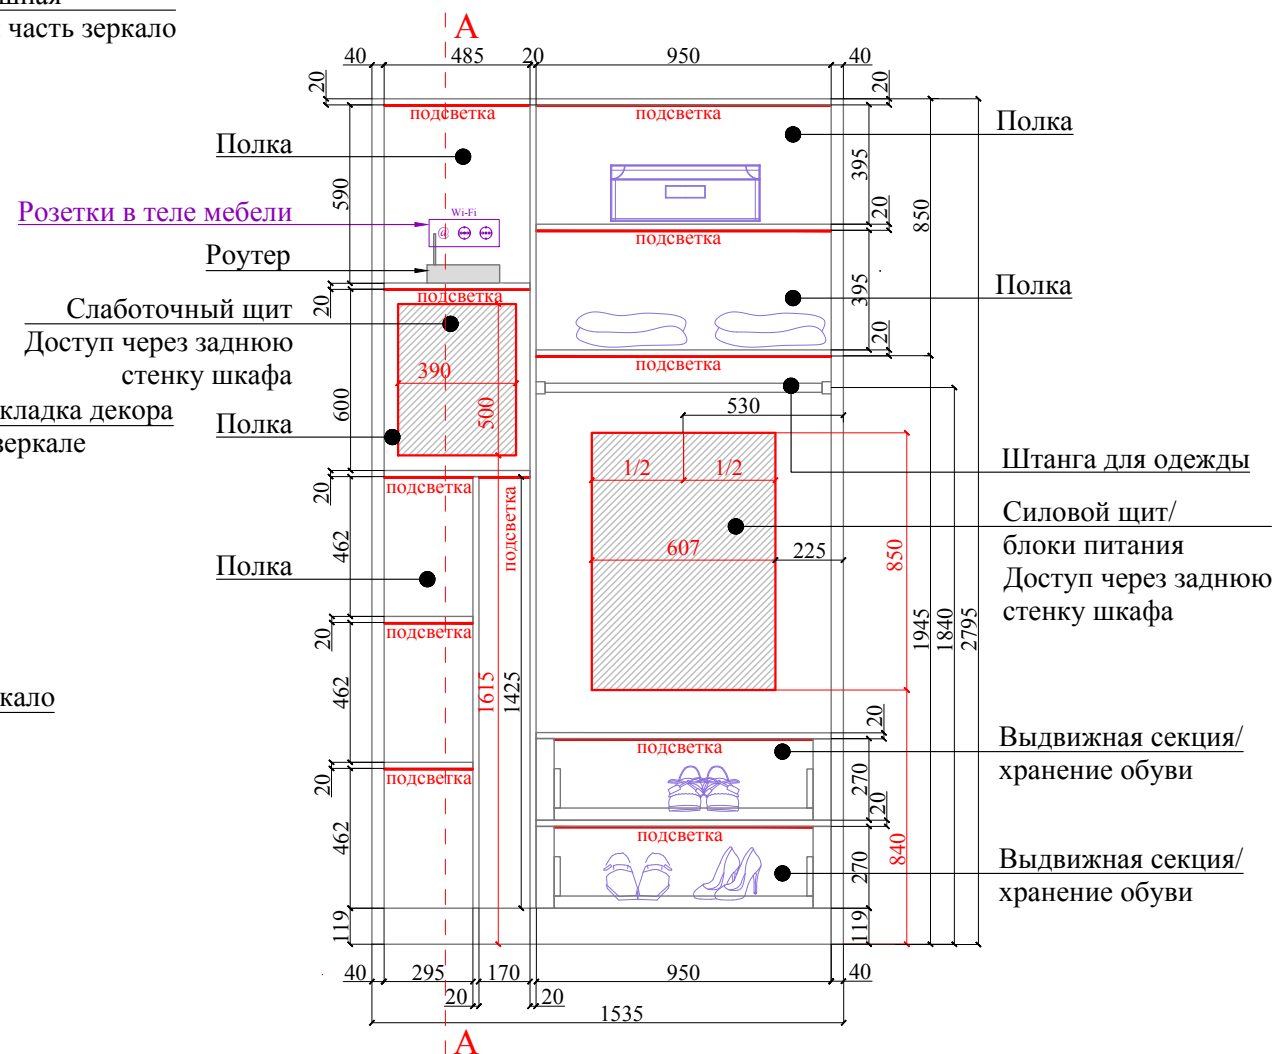 шная
часть зеркало
А
40
485
20
950
40
20
20
подсветка
подсветка
Полка
Полка
590
395
Розетки в теле мебели
Wi-Fi
@
20
850
подсветка
Роутер
Полка
395
20
подсветка
Слаботочный щит
Доступ через заднюю
стенку шкафа
20
подсветка
390
500
600
530
кладка декора
зеркале
Полка
1/2
1/2
Штанга для одежды
20
подсветка
подсветка
462
607
225
850
Силовой щит/
блоки питания
Доступ через заднюю
стенку шкафа
Полка
20
подсветка
1945
1840
2795
462
1615
1425
кало
20
подсветка
20
подсветка
270
Выдвижная секция/
хранение обуви
20
подсветка
462
840
270
Выдвижная секция/
хранение обуви
119
119
40
295
170
950
40
20
20
1535
А